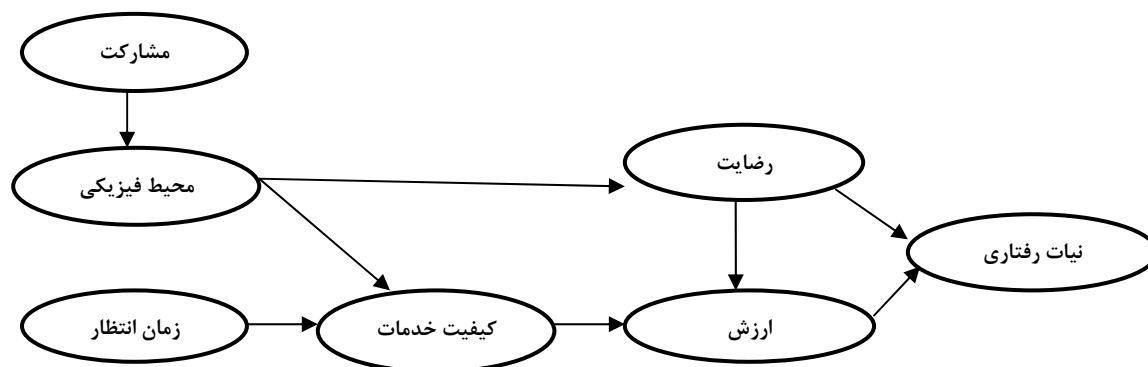 مشارکت
رضایت
محیط فیزیکی
نیات رفتاری
زمان انتظار
کیفیت خدمات
ارزش